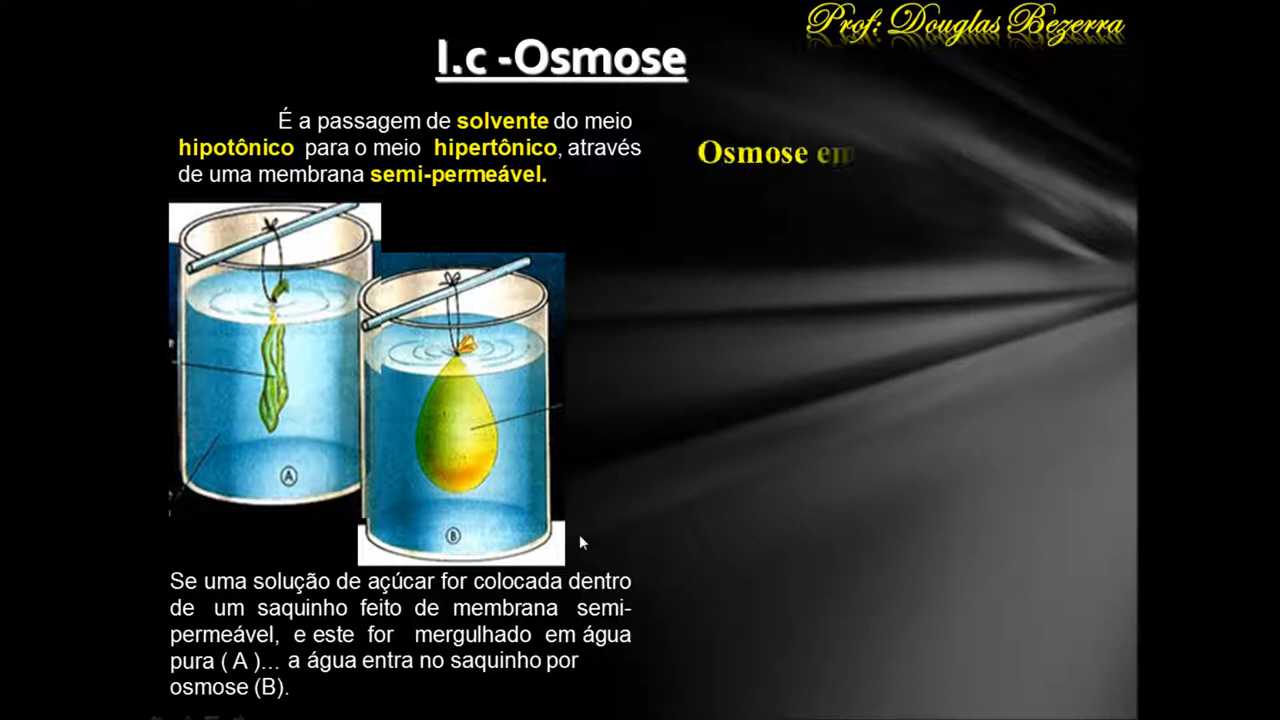 Prof: Douglas Bezerra
I.c -Osmose
É a passagem de solvente do meio
hipotônico para o meio hipertônico, através
de uma membrana semi-permeável.
Osmose em
A
B
Se uma solução de açúcar for colocada dentro
de um saquinho feito de membrana semi-
permeável, e este for mergulhado em água
pura ( A )... a água entra no saquinho por
osmose (B).